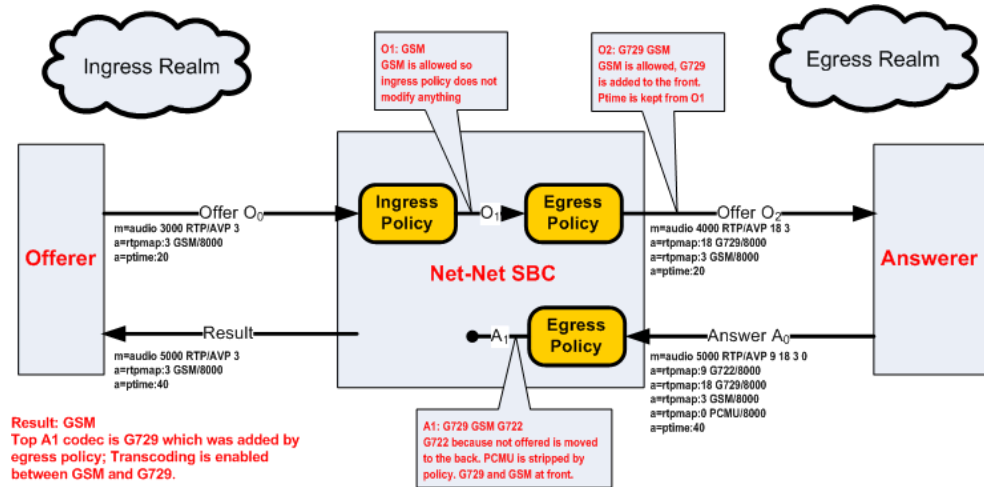 Ingress Realm
Egress Realm
O1: GSM
GSM is allowed so
ingress policy does not
modify anything
O2: G729 GSM
GSM is allowed, G729
is added to the front.
Ptime is kept from O1
Offerer
Offer O0
m=audio 3000 RTP/AVP 3
a=rtpmap:3 GSM/8000
a=ptime:20
Ingress
Policy
O1
Egress
Policy
Net-Net SBC
Offer O2
m=audio 4000 RTP/AVP 18 3
a=rtpmap:18 G729/8000
a=rtpmap:3 GSM/8000
a=ptime:20
Answerer
Result
m=audio 5000 RTP/AVP 3
a=rtpmap:3 GSM/8000
a=ptime:40
A1
Egress
Policy
Answer A0
m=audio 5000 RTP/AVP 9 18 3 0
a=rtpmap:9 G722/8000
a=rtpmap:18 G729/8000
a=rtpmap:3 GSM/8000
a=rtpmap:0 PCMU/8000
a=ptime:40
Result: GSM
Top A1 codec is G729 which was added by
egress policy; Transcoding is enabled
between GSM and G729.
A1: G729 GSM G722
G722 because not offered is moved
to the back. PCMU is stripped by
policy. G729 and GSM at front.